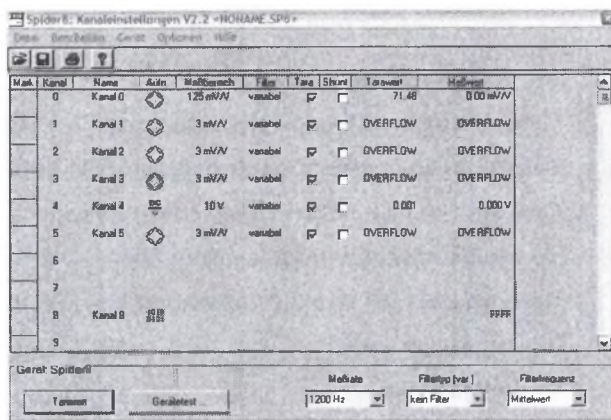 Spider8: Kanaleinstellungen V2.2 <NONAME.SP8>
Datei Bearbeiten Gerät Optionen Hilfe
Mark Kanal Name Aufn Meßbereich Filter Tara Shunt Tarawert Meßwert
0 Kanal 0 125 mV/V variabel 71.48 0.00 mV/V
1 Kanal 1 3 mV/V variabel OVERFLOW OVERFLOW
2 Kanal 2 3 mV/V variabel OVERFLOW OVERFLOW
3 Kanal 3 3 mV/V variabel OVERFLOW OVERFLOW
4 Kanal 4 DC 10 V variabel 0.001 0.000 V
5 Kanal 5 3 mV/V variabel OVERFLOW OVERFLOW
6
7
8 Kanal 8 FFFF
9
Gerät Spider8
Meßrate Filtertyp [var] Filterfrequenz
Tarieren Gerätetest... 1200 Hz kein Filter Mittelwert